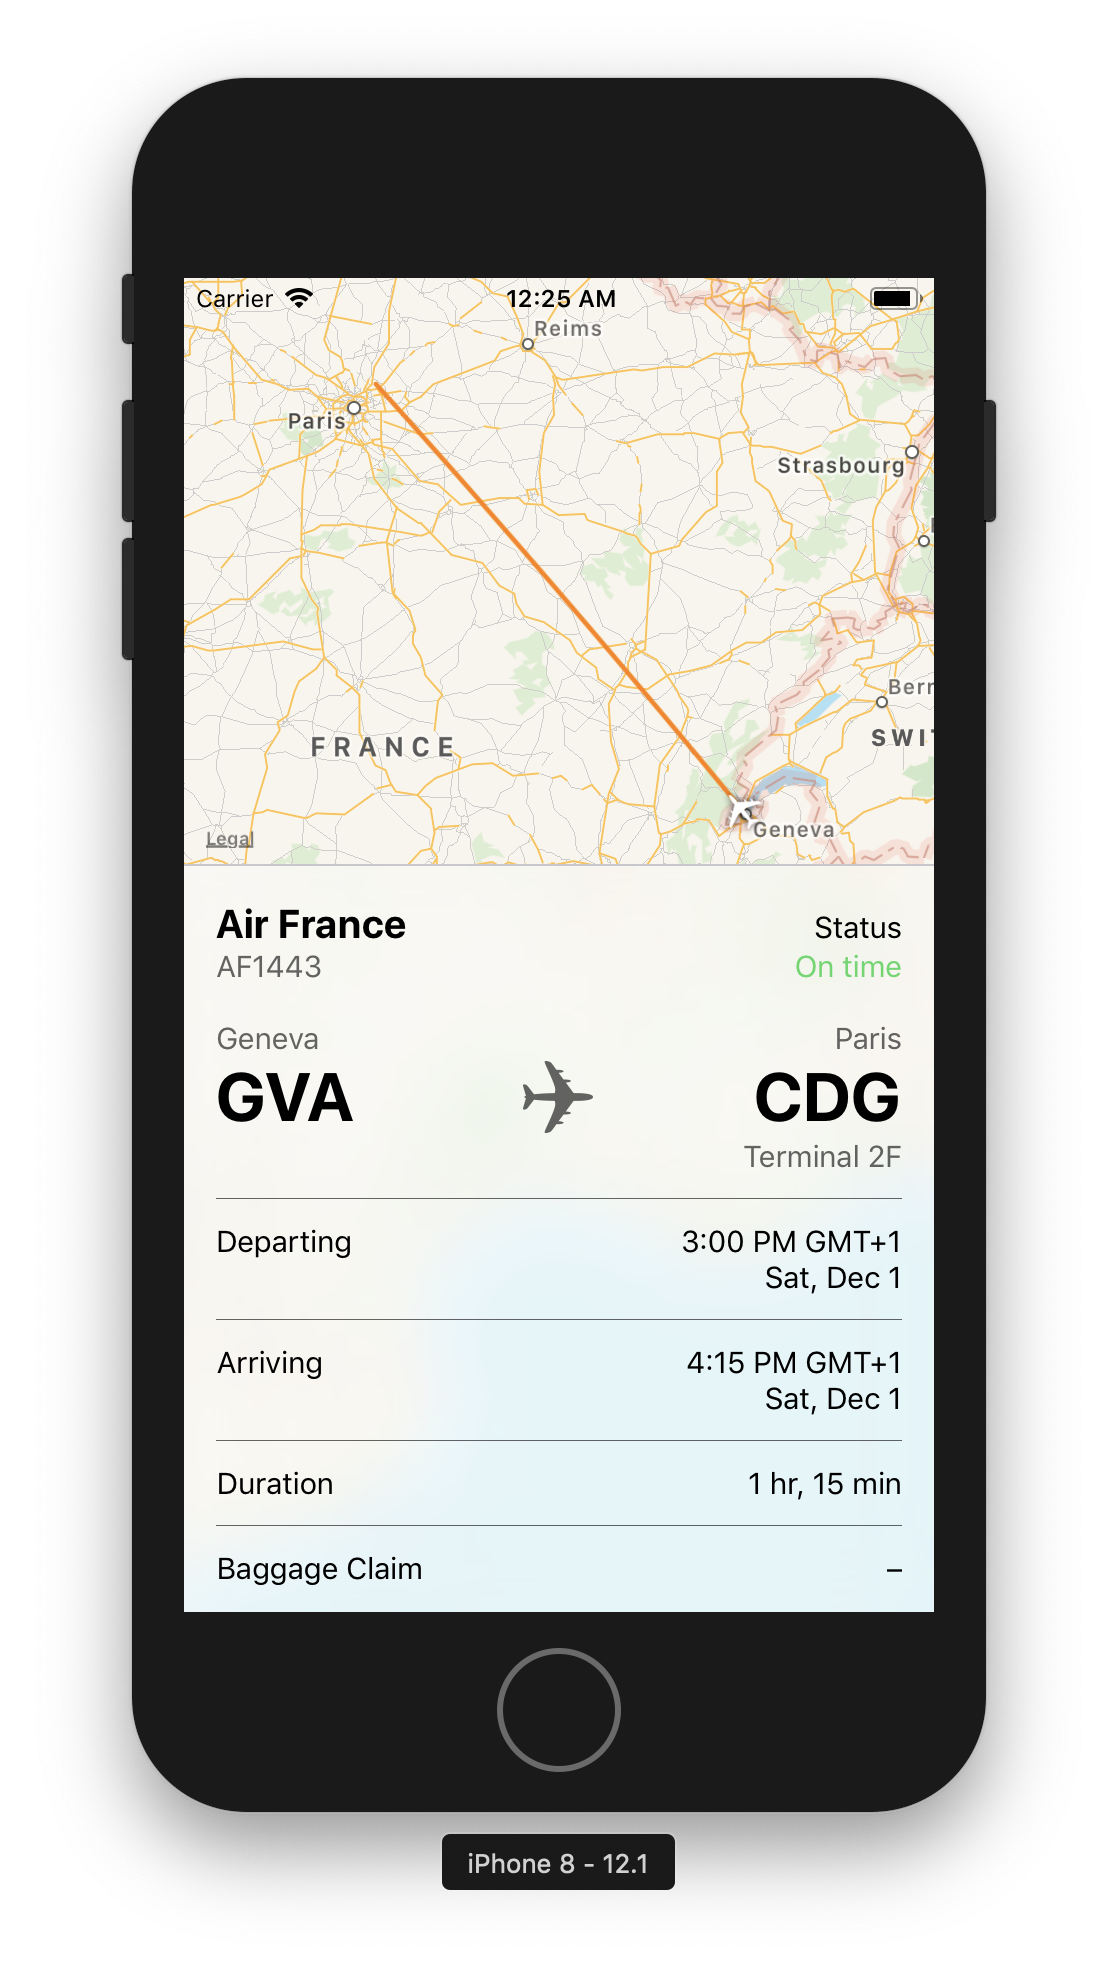 Carrier 12:25 AM
Reims
Paris
Strasbourg
FRANCE
SWIT
Geneva
Legal
Air France Status
AF1443 On time
Geneva Paris
GVA CDG
Terminal 2F
Departing 3:00 PM GMT+1
Sat, Dec 1
Arriving 4:15 PM GMT+1
Sat, Dec 1
Duration 1 hr, 15 min
Baggage Claim –
iPhone 8 - 12.1